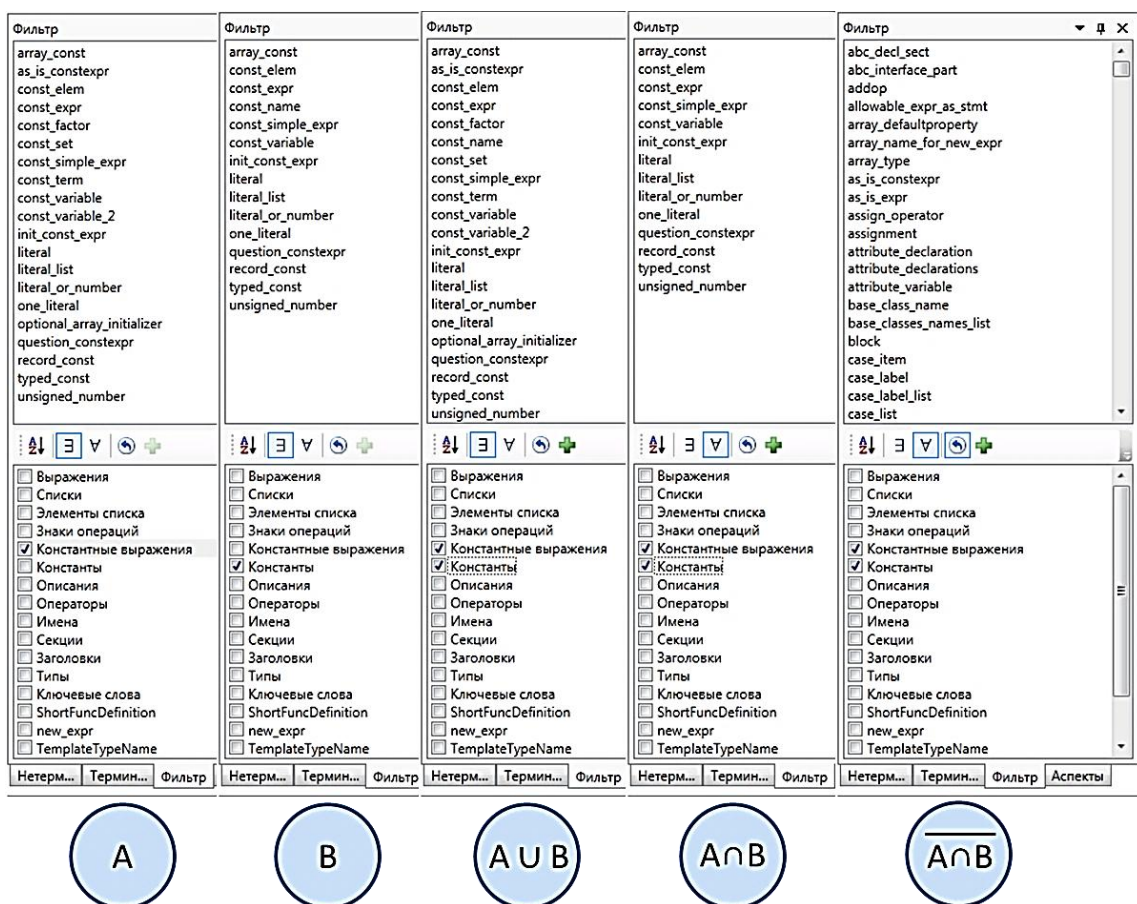 Фильтр
array_const
as_is_constexpr
const_elem
const_expr
const_factor
const_set
const_simple_expr
const_term
const_variable
const_variable_2
init_const_expr
literal
literal_list
literal_or_number
one_literal
optional_array_initializer
question_constexpr
record_const
typed_const
unsigned_number
∃ ∀
Выражения
Списки
Элементы списка
Знаки операций
Константные выражения
Константы
Описания
Операторы
Имена
Секции
Заголовки
Типы
Ключевые слова
ShortFuncDefinition
new_expr
TemplateTypeName
Нетерм... Термин... Фильтр
A
Фильтр
array_const
const_elem
const_expr
const_name
const_simple_expr
const_variable
init_const_expr
literal
literal_list
literal_or_number
one_literal
question_constexpr
record_const
typed_const
unsigned_number
∃ ∀
Выражения
Списки
Элементы списка
Знаки операций
Константные выражения
Константы
Описания
Операторы
Имена
Секции
Заголовки
Типы
Ключевые слова
ShortFuncDefinition
new_expr
TemplateTypeName
Нетерм... Термин... Фильтр
B
Фильтр
array_const
as_is_constexpr
const_elem
const_expr
const_factor
const_name
const_set
const_simple_expr
const_term
const_variable
const_variable_2
init_const_expr
literal
literal_list
literal_or_number
one_literal
optional_array_initializer
question_constexpr
record_const
typed_const
unsigned_number
∃ ∀
Выражения
Списки
Элементы списка
Знаки операций
Константные выражения
Константы
Описания
Операторы
Имена
Секции
Заголовки
Типы
Ключевые слова
ShortFuncDefinition
new_expr
TemplateTypeName
Нетерм... Термин... Фильтр
A ∪ B
Фильтр
array_const
const_elem
const_expr
const_simple_expr
const_variable
init_const_expr
literal
literal_list
literal_or_number
one_literal
question_constexpr
record_const
typed_const
unsigned_number
∃ ∀
Выражения
Списки
Элементы списка
Знаки операций
Константные выражения
Константы
Описания
Операторы
Имена
Секции
Заголовки
Типы
Ключевые слова
ShortFuncDefinition
new_expr
TemplateTypeName
Нетерм... Термин... Фильтр
A∩B
Фильтр
abc_decl_sect
abc_interface_part
addop
allowable_expr_as_stmt
array_defaultproperty
array_name_for_new_expr
array_type
as_is_constexpr
as_is_expr
assign_operator
assignment
attribute_declaration
attribute_declarations
attribute_variable
base_class_name
base_classes_names_list
block
case_item
case_label
case_label_list
case_list
∃ ∀
Выражения
Списки
Элементы списка
Знаки операций
Константные выражения
Константы
Описания
Операторы
Имена
Секции
Заголовки
Типы
Ключевые слова
ShortFuncDefinition
new_expr
TemplateTypeName
Нетерм... Термин... Фильтр Аспекты
A∩B